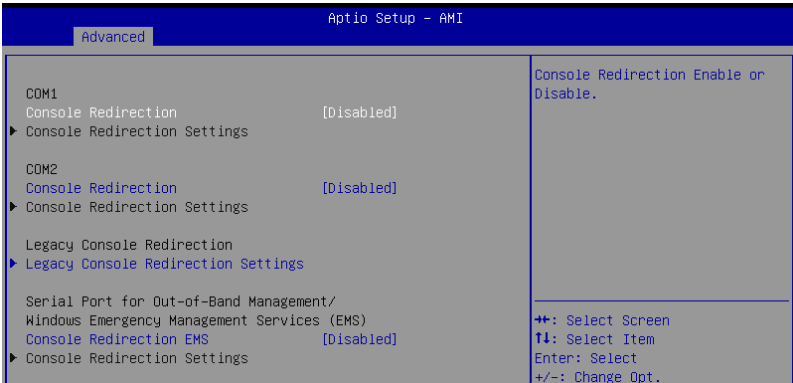 Aptio Setup – AMI
Advanced
COM1
Console Redirection [Disabled]
▶ Console Redirection Settings
COM2
Console Redirection [Disabled]
▶ Console Redirection Settings
Legacy Console Redirection
▶ Legacy Console Redirection Settings
Serial Port for Out-of-Band Management/
Windows Emergency Management Services (EMS)
Console Redirection EMS [Disabled]
▶ Console Redirection Settings
Console Redirection Enable or
Disable.
→←: Select Screen
↑↓: Select Item
Enter: Select
+/-: Change Opt.